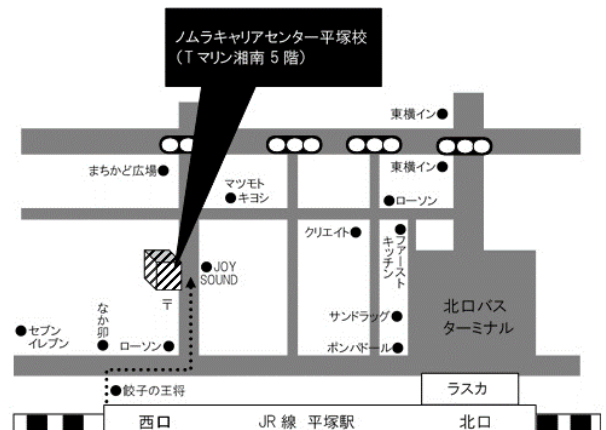 ノムラキャリアセンター平塚校
（Tマリン湘南5階）
東横イン
まちかど広場
東横イン
マツモト
キヨシ
ローソン
クリエイト
ファースト
キッチン
JOY
SOUND
〒
北口バス
ターミナル
なか卯
セブン
イレブン
ローソン
サンドラッグ
ポンパドール
餃子の王将
ラスカ
西口
JR線 平塚駅
北口